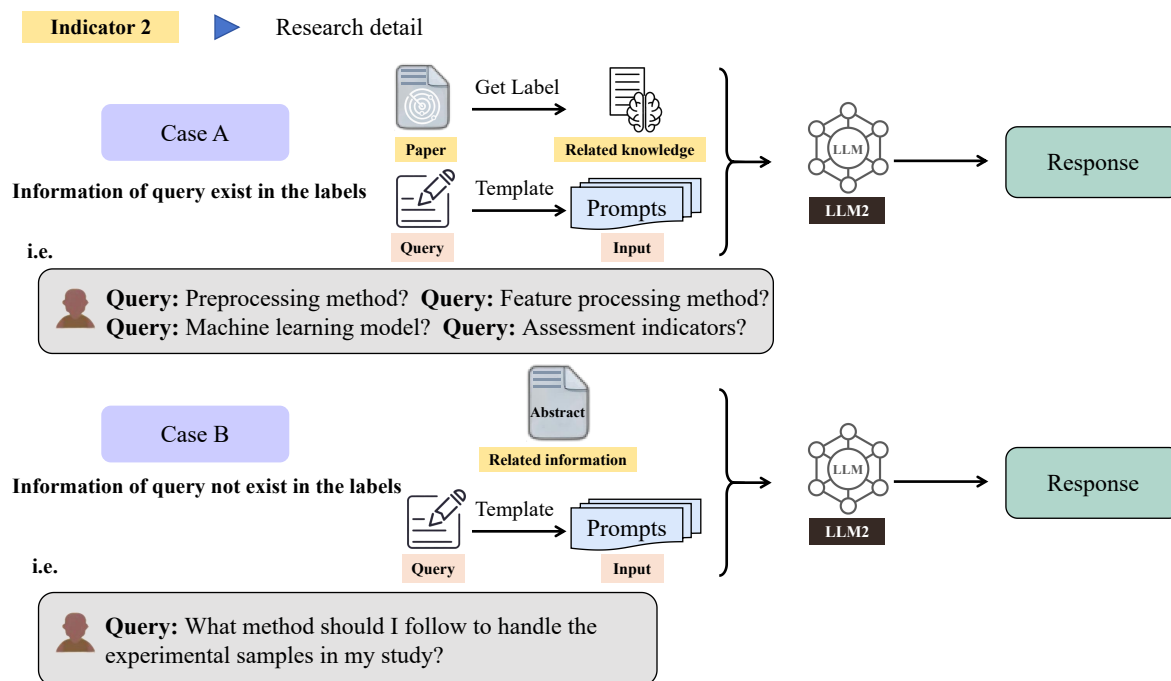 Indicator 2
Research detail
Case A
Information of query exist in the labels
Get Label
Paper
Related knowledge
Template
Prompts
Query
Input
LLM
LLM2
Response
i.e.
Query: Preprocessing method? Query: Feature processing method?
Query: Machine learning model? Query: Assessment indicators?
Case B
Information of query not exist in the labels
Abstract
Related information
Template
Prompts
Query
Input
LLM
LLM2
Response
i.e.
Query: What method should I follow to handle the
experimental samples in my study?